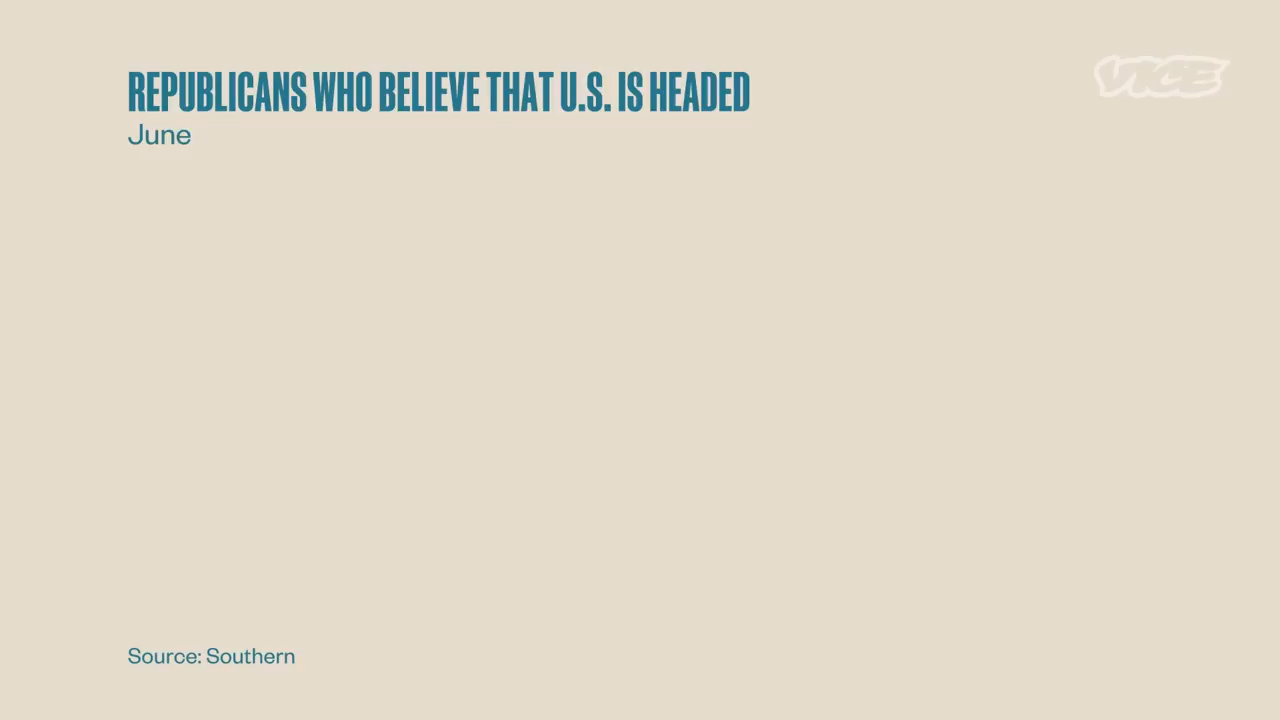 REPUBLICANS WHO BELIEVE THAT U.S. IS HEADED
VICE
June
Source: Southern